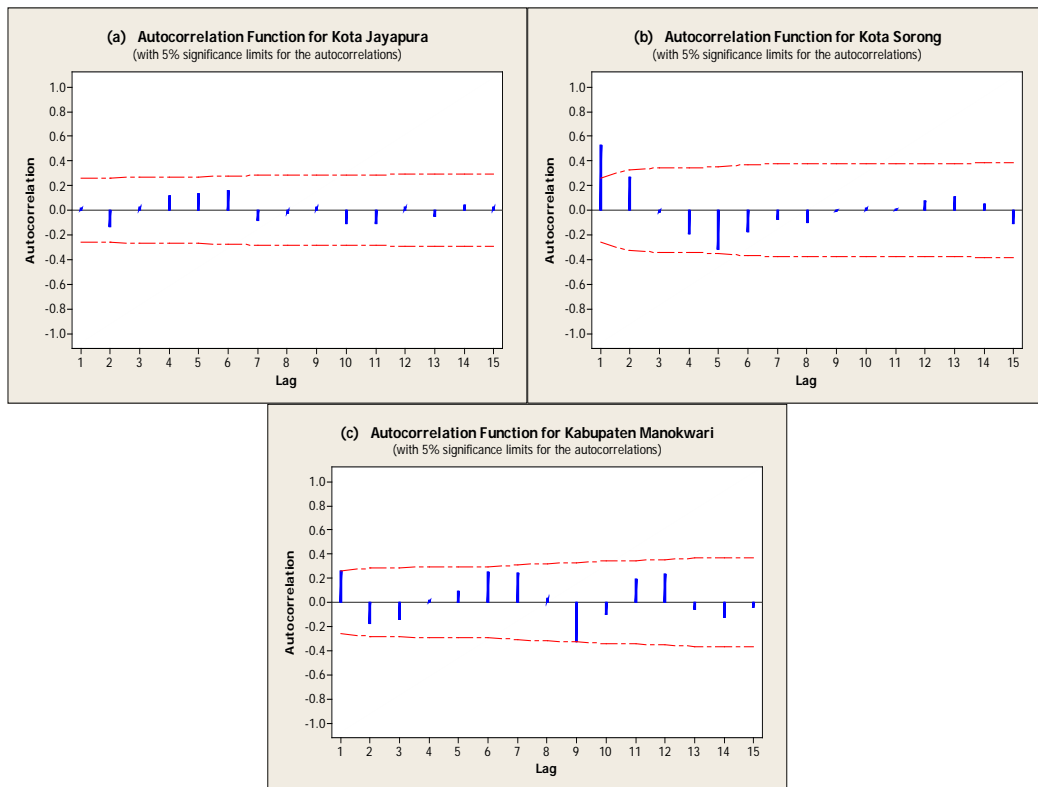 (a) Autocorrelation Function for Kota Jayapura
(with 5% significance limits for the autocorrelations)
1.0
0.8
0.6
0.4
0.2
0.0
-0.2
-0.4
-0.6
-0.8
-1.0
Autocorrelation
1 2 3 4 5 6 7 8 9 10 11 12 13 14 15
Lag
(b) Autocorrelation Function for Kota Sorong
(with 5% significance limits for the autocorrelations)
1.0
0.8
0.6
0.4
0.2
0.0
-0.2
-0.4
-0.6
-0.8
-1.0
Autocorrelation
1 2 3 4 5 6 7 8 9 10 11 12 13 14 15
Lag
(c) Autocorrelation Function for Kabupaten Manokwari
(with 5% significance limits for the autocorrelations)
1.0
0.8
0.6
0.4
0.2
0.0
-0.2
-0.4
-0.6
-0.8
-1.0
Autocorrelation
1 2 3 4 5 6 7 8 9 10 11 12 13 14 15
Lag